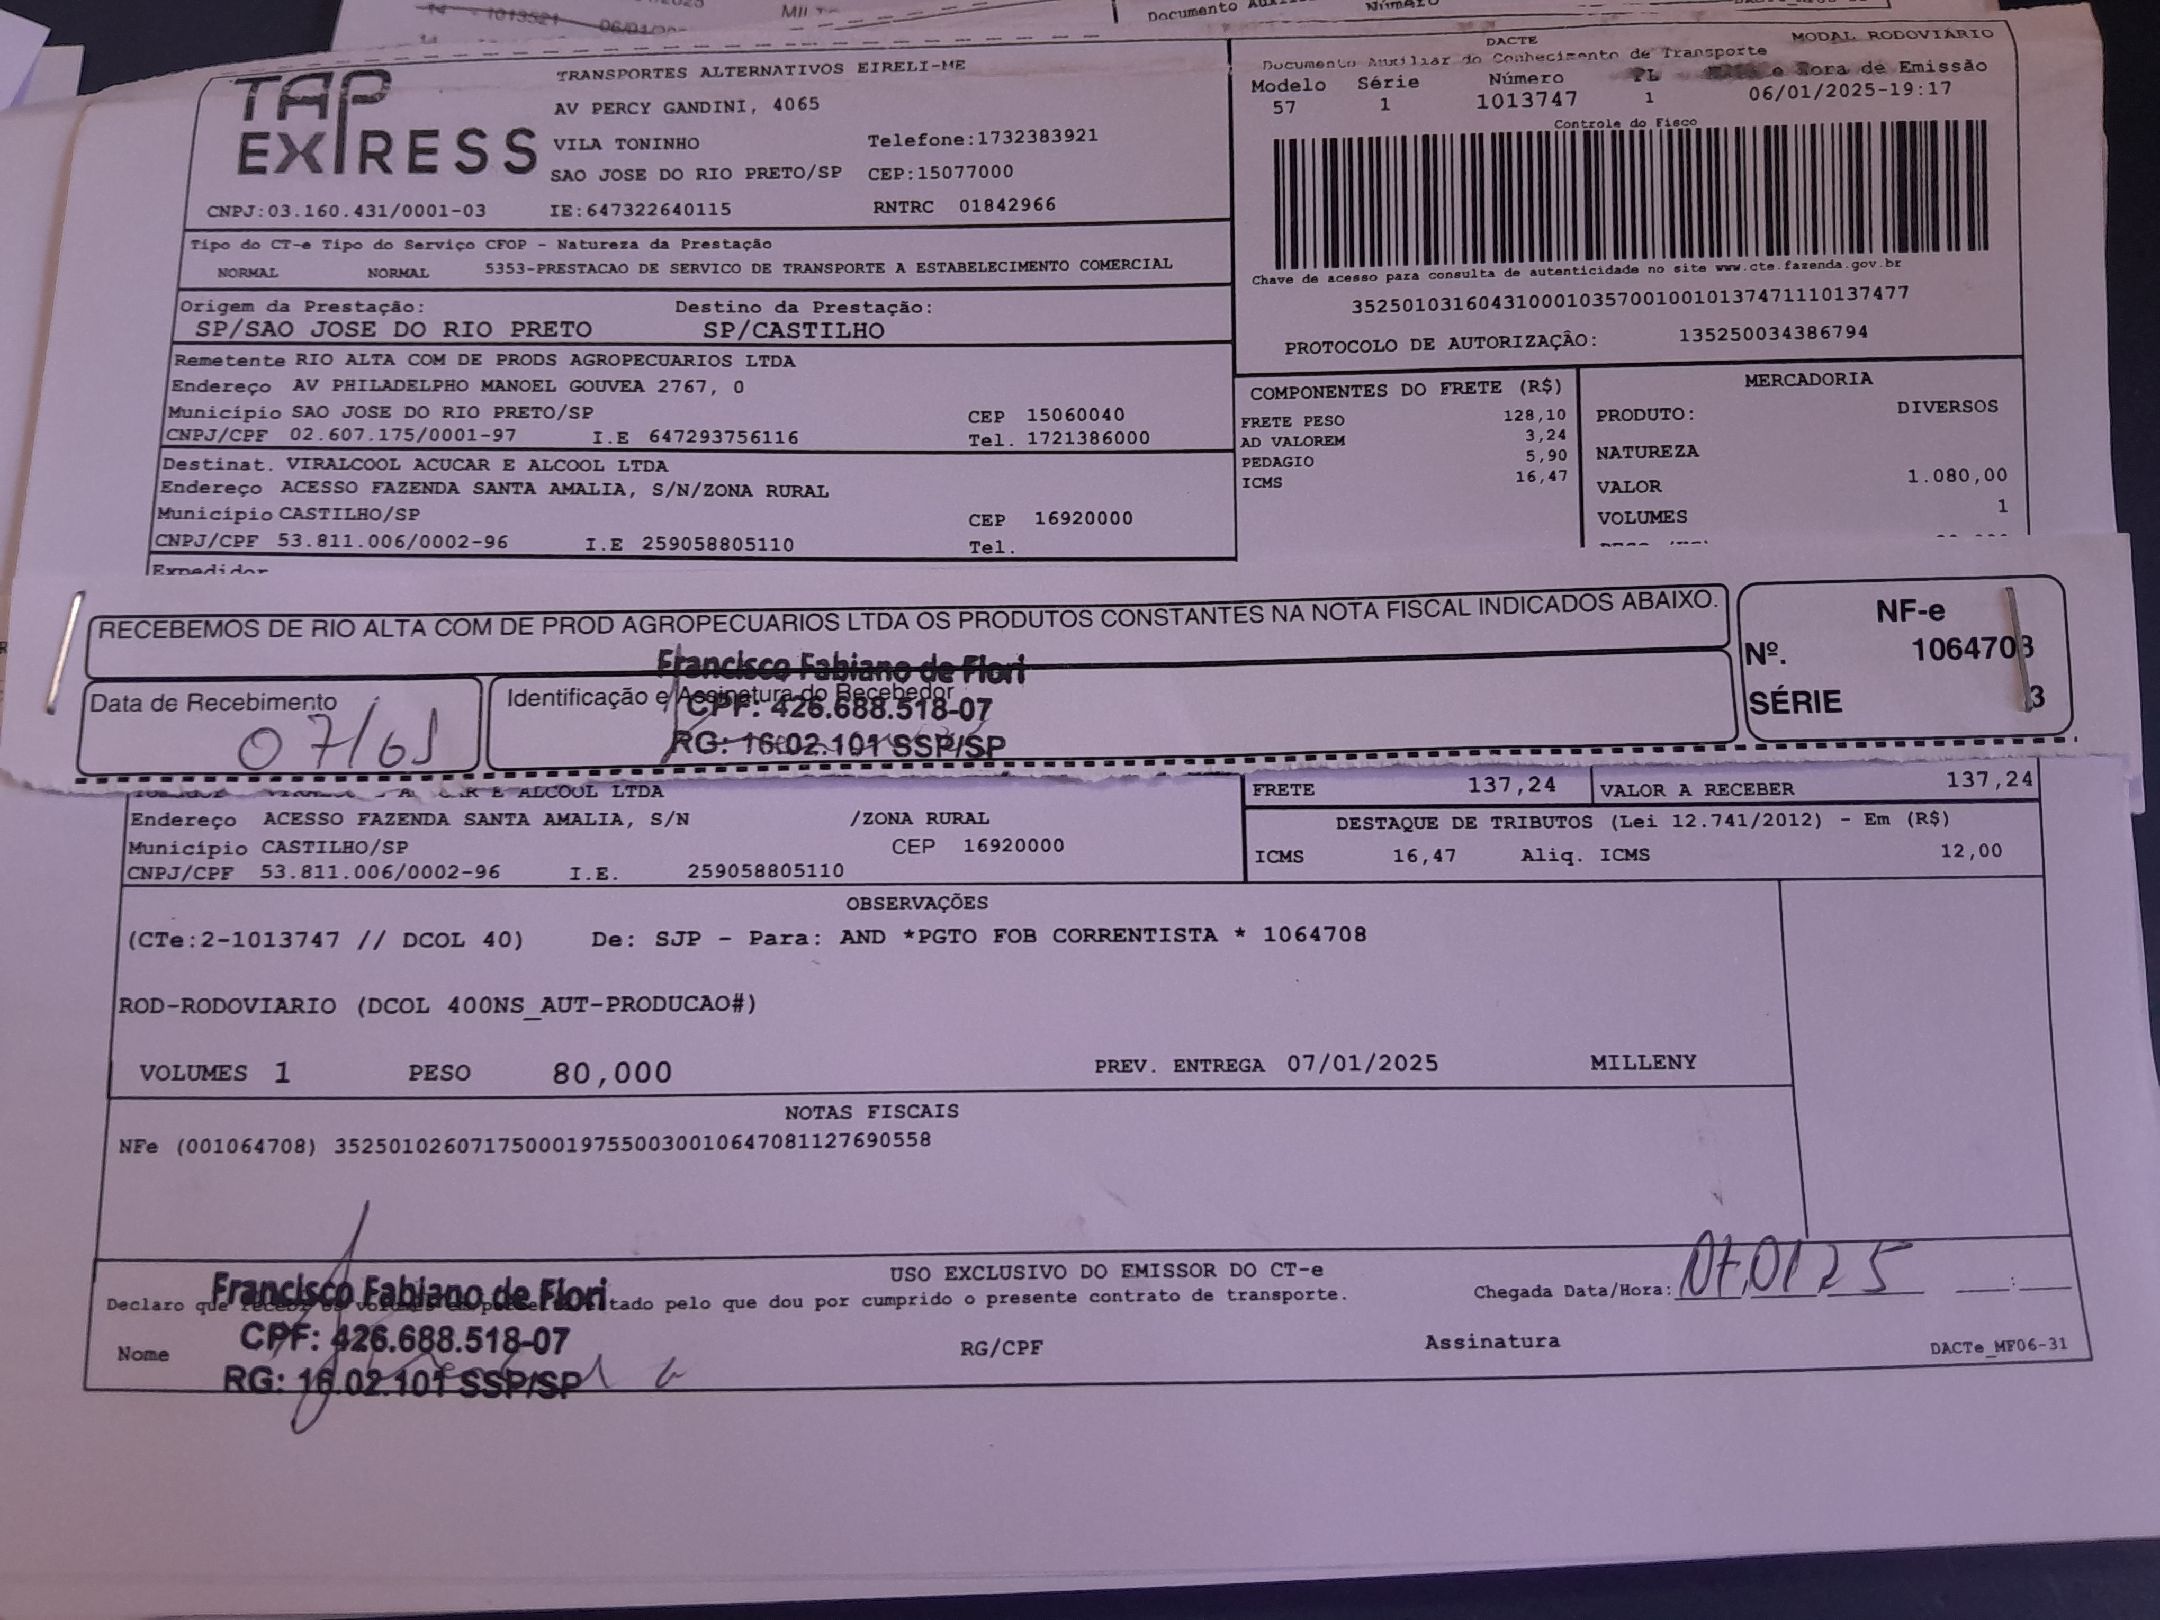 TAP EXPRESS
TRANSPORTES ALTERNATIVOS EIRELI-ME
AV PERCY GANDINI, 4065
VILA TONINHO Telefone:1732383921
SAO JOSE DO RIO PRETO/SP CEP:15077000
CNPJ:03.160.431/0001-03 IE:647322640115 RNTRC 01842966
DACTE MODAL RODOVIÁRIO
Documento Auxiliar do Conhecimento de Transporte
Modelo Série Número FL e Hora de Emissão
57 1 1013747 1 06/01/2025-19:17
Controle do Fisco
Chave de acesso para consulta de autenticidade no site www.cte.fazenda.gov.br
35250103160431000103570010010137471110137477
PROTOCOLO DE AUTORIZAÇÃO: 135250034386794
Tipo do CT-e Tipo do Serviço CFOP - Natureza da Prestação
NORMAL NORMAL 5353-PRESTACAO DE SERVICO DE TRANSPORTE A ESTABELECIMENTO COMERCIAL
Origem da Prestação: Destino da Prestação:
SP/SAO JOSE DO RIO PRETO SP/CASTILHO
Remetente RIO ALTA COM DE PRODS AGROPECUARIOS LTDA
Endereço AV PHILADELPHO MANOEL GOUVEA 2767, 0
Município SAO JOSE DO RIO PRETO/SP CEP 15060040
CNPJ/CPF 02.607.175/0001-97 I.E 647293756116 Tel. 1721386000
Destinat. VIRALCOOL ACUCAR E ALCOOL LTDA
Endereço ACESSO FAZENDA SANTA AMALIA, S/N/ZONA RURAL
Município CASTILHO/SP CEP 16920000
CNPJ/CPF 53.811.006/0002-96 I.E 259058805110 Tel.
Expedidor
COMPONENTES DO FRETE (R$)
FRETE PESO 128,10
AD VALOREM 3,24
PEDAGIO 5,90
ICMS 16,47
MERCADORIA
PRODUTO: DIVERSOS
NATUREZA
VALOR 1.080,00
VOLUMES 1
RECEBEMOS DE RIO ALTA COM DE PROD AGROPECUARIOS LTDA OS PRODUTOS CONSTANTES NA NOTA FISCAL INDICADOS ABAIXO.
Data de Recebimento
07/01
Identificação e Assinatura do Recebedor
Francisco Fabiano de Fiori
CPF: 426.688.518-07
RG: 16.02.101 SSP/SP
NF-e
Nº. 1064708
SÉRIE 3
E ALCOOL LTDA
Endereço ACESSO FAZENDA SANTA AMALIA, S/N /ZONA RURAL
Município CASTILHO/SP CEP 16920000
CNPJ/CPF 53.811.006/0002-96 I.E. 259058805110
FRETE 137,24 VALOR A RECEBER 137,24
DESTAQUE DE TRIBUTOS (Lei 12.741/2012) - Em (R$)
ICMS 16,47 Aliq. ICMS 12,00
OBSERVAÇÕES
(CTe:2-1013747 // DCOL 40) De: SJP - Para: AND *PGTO FOB CORRENTISTA * 1064708
ROD-RODOVIARIO (DCOL 400NS_AUT-PRODUCAO#)
VOLUMES 1 PESO 80,000 PREV. ENTREGA 07/01/2025 MILLENY
NOTAS FISCAIS
NFe (001064708) 35250102607175000197550030010647081127690558
USO EXCLUSIVO DO EMISSOR DO CT-e
Declaro que recebi os volumes em tado pelo que dou por cumprido o presente contrato de transporte.
Chegada Data/Hora: 07 01 25 :
Francisco Fabiano de Fiori
CPF: 426.688.518-07
RG: 16.02.101 SSP/SP
Nome RG/CPF Assinatura
DACTe_MF06-31